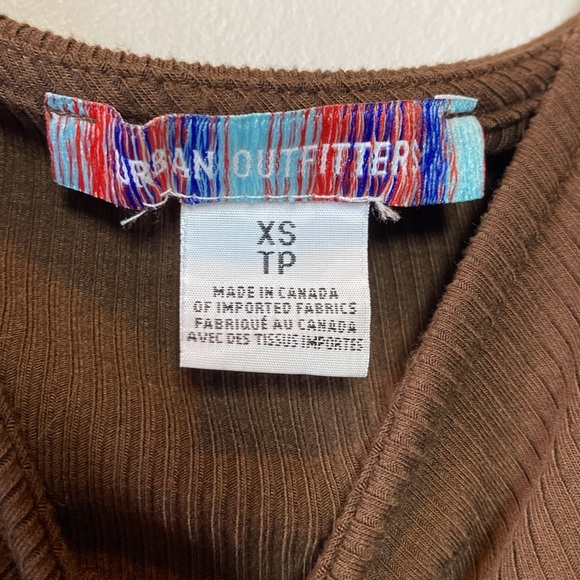 URBAN OUTFITTERS
XS
TP
MADE IN CANADA
OF IMPORTED FABRICS
FABRIQUÉ AU CANADA
AVEC DES TISSUS IMPORTÉS